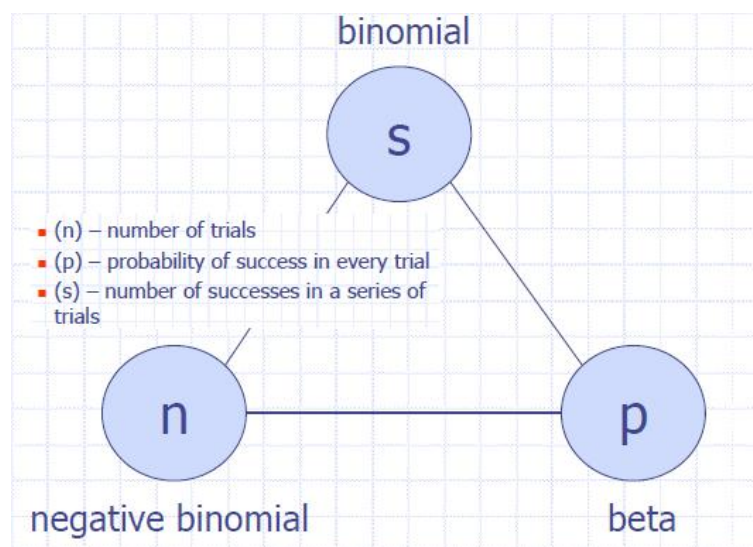 binomial
s
▪ (n) – number of trials
▪ (p) – probability of success in every trial
▪ (s) – number of successes in a series of
trials
n
p
negative binomial
beta